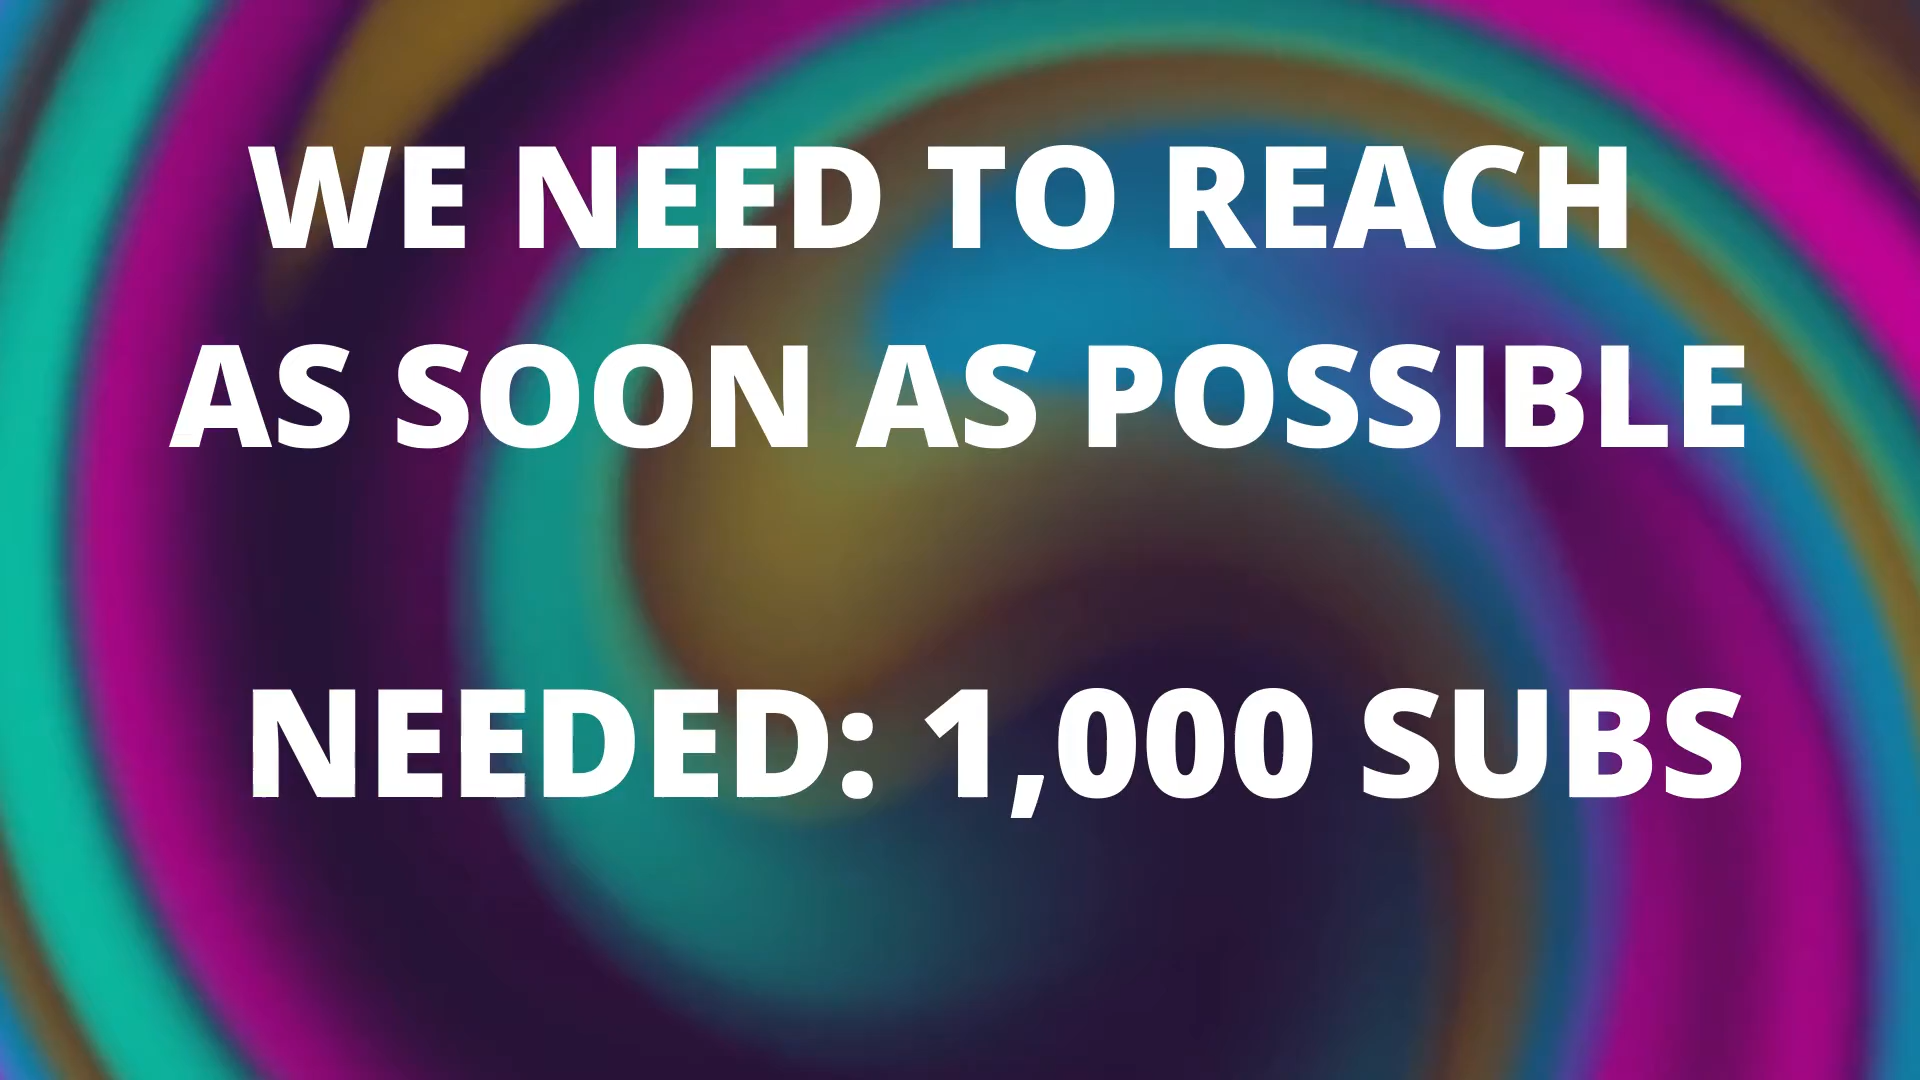 WE NEED TO REACH
AS SOON AS POSSIBLE
NEEDED: 1,000 SUBS